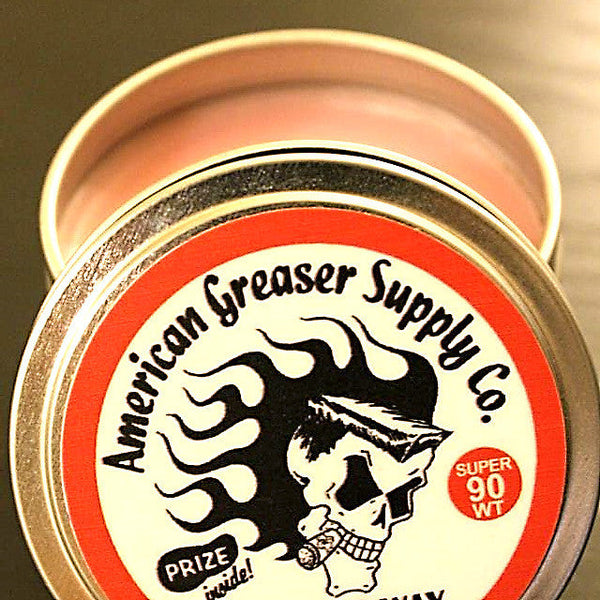 American Greaser Supply Co.
SUPER
90
WT
PRIZE
inside!